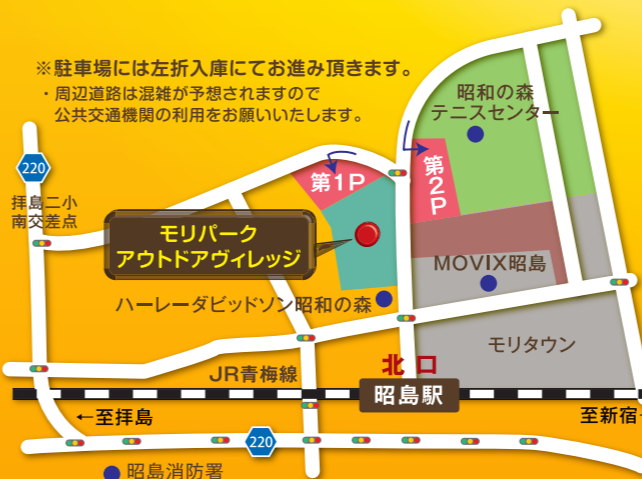 ※駐車場には左折入庫にてお進み頂きます。
・周辺道路は混雑が予想されますので
公共交通機関の利用をお願いいたします。
昭和の森
テニスセンター
220
拝島二小
南交差点
第1P
第2P
モリパーク
アウトドアヴィレッジ
MOVIX昭島
ハーレーダビッドソン昭和の森
モリタウン
北口
JR青梅線
昭島駅
←至拝島
至新宿
220
昭島消防署